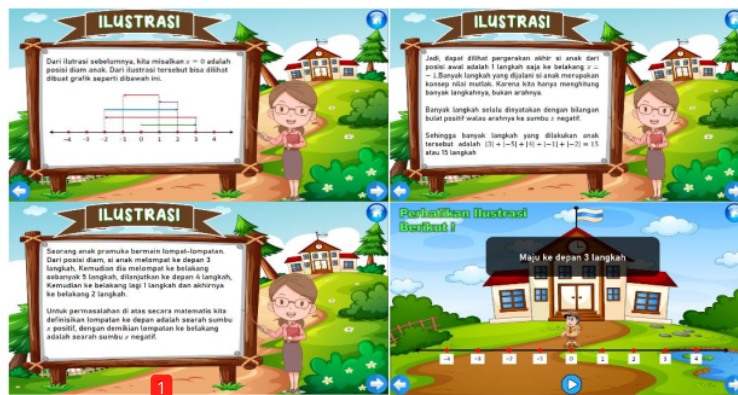 ILUSTRASI
Dari ilutrasi sebelumnya, kita misalkan x = 0 adalah
posisi diam anak. Dari ilustrasi tersebut bisa dilihat
dibuat grafik seperti dibawah ini.
-4 -3 -2 -1 0 1 2 3 4
ILUSTRASI
Jadi, dapat dilihat pergerakan akhir si anak dari
posisi awal adalah 1 langkah saja ke belakang x =
− 1.Banyak langkah yang dijalani si anak merupakan
konsep nilai mutlak. Karena kita hanya menghitung
banyak langkahnya, bukan arahnya.
Banyak langkah selalu dinyatakan dengan bilangan
bulat positif walau arahnya ke sumbu x negatif.
Sehingga banyak langkah yang dilakukan anak
tersebut adalah |3| + |−5| + |4| + |−1| + |−2| = 15
atau 15 langkah
ILUSTRASI
Seorang anak pramuka bermain lompat-lompatan.
Dari posisi diam, si anak melompat ke depan 3
langkah, Kemudian dia melompat ke belakang
sebanyak 5 langkah, dilanjutkan ke depan 4 langkah,
Kemudian ke belakang lagi 1 langkah dan akhirnya
ke belakang 2 langkah.
Untuk permasalahan di atas secara matematis kita
definisikan lompatan ke depan adalah searah sumbu
x positif, dengan demikian lompatan ke belakang
adalah searah sumbu x negatif.
1
Perhatikan Ilustrasi
Berikut !
Maju ke depan 3 langkah
-4 -3 -2 -1 0 1 2 3 4